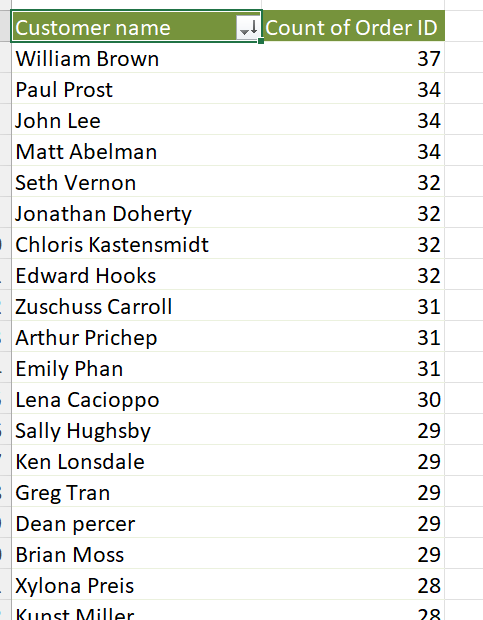 Customer name Count of Order ID
William Brown 37
Paul Prost 34
John Lee 34
Matt Abelman 34
Seth Vernon 32
Jonathan Doherty 32
Chloris Kastensmidt 32
Edward Hooks 32
Zuschuss Carroll 31
Arthur Prichep 31
Emily Phan 31
Lena Cacioppo 30
Sally Hughsby 29
Ken Lonsdale 29
Greg Tran 29
Dean percer 29
Brian Moss 29
Xylona Preis 28
Kunst Miller 28